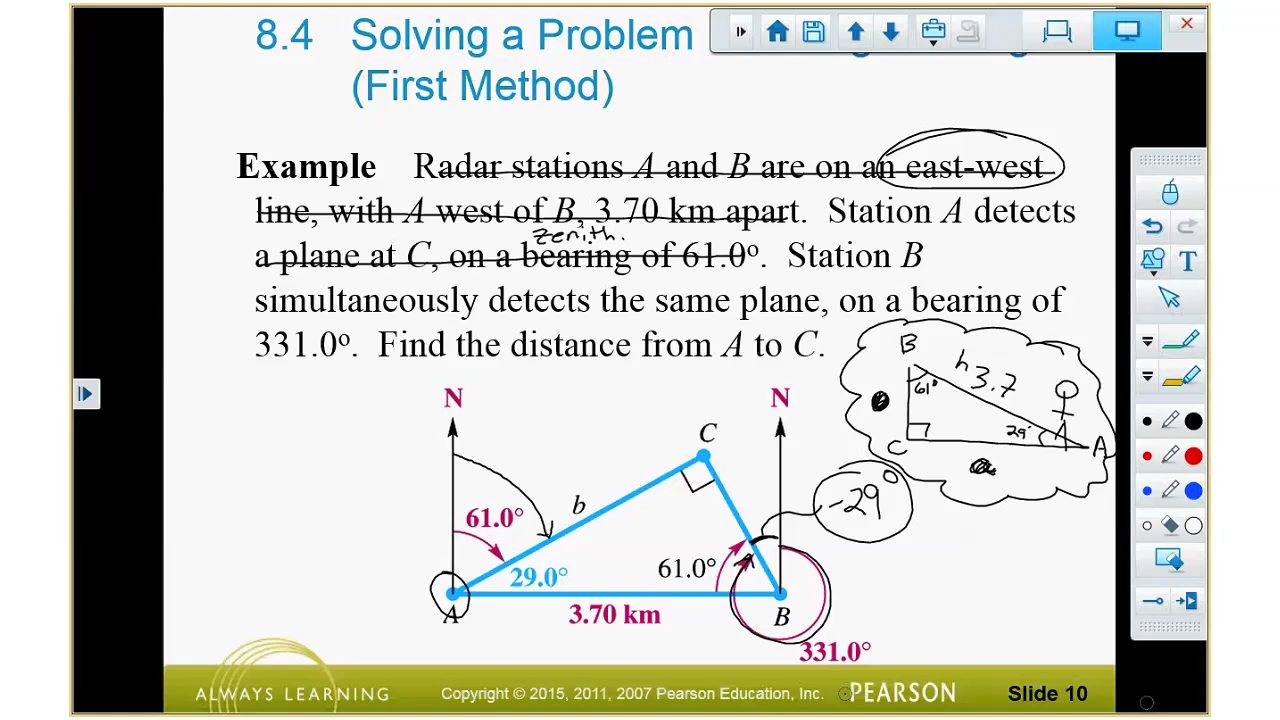 8.4 Solving a Problem
(First Method)
Example Radar stations A and B are on an east-west
line, with A west of B, 3.70 km apart. Station A detects
zenith.
a plane at C, on a bearing of 61.0°. Station B
simultaneously detects the same plane, on a bearing of
331.0°. Find the distance from A to C.
B
h
3.7
61°
29°
C
A
N
N
C
b
-29°
61.0°
29.0°
61.0°
A
3.70 km
B
331.0°
ALWAYS LEARNING
Copyright © 2015, 2011, 2007 Pearson Education, Inc.
PEARSON
Slide 10
T